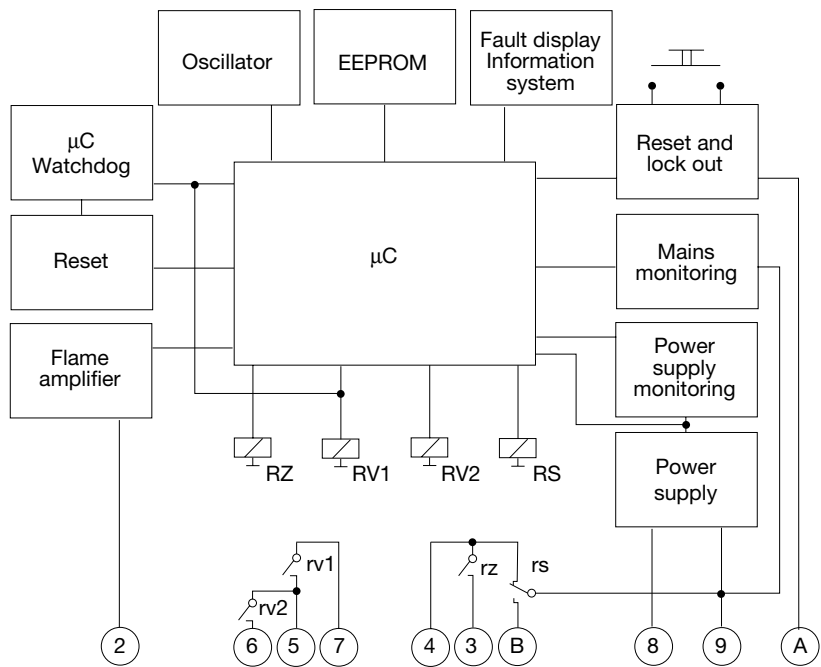 Oscillator
EEPROM
Fault display
Information
system
μC
Watchdog
Reset and
lock out
Reset
μC
Mains
monitoring
Flame
amplifier
Power
supply
monitoring
RZ
RV1
RV2
RS
Power
supply
rv1
rv2
rz
rs
2
6
5
7
4
3
B
8
9
A